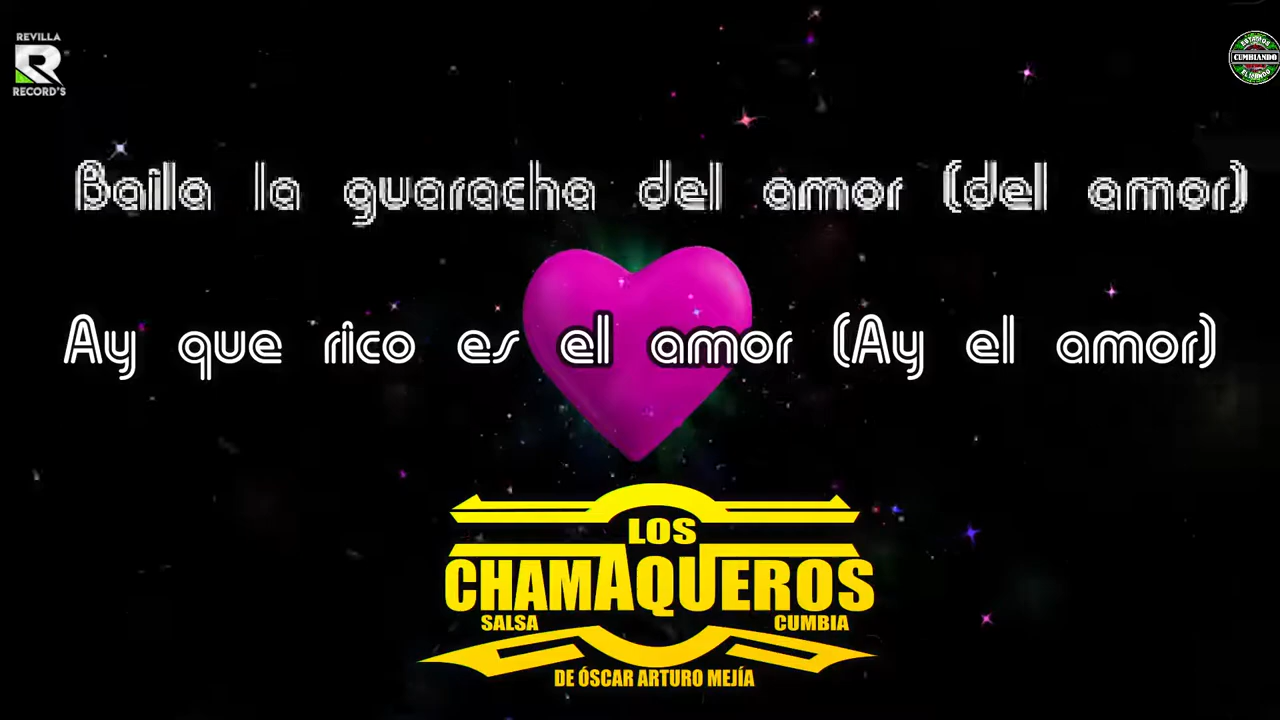 REVILLA
R
RECORD'S
ESTAMOS
CUMBIANDO
Baila la guaracha del amor (del amor)
Ay que rico es el amor (Ay el amor)
LOS
CHAMAQUEROS
SALSA CUMBIA
DE ÓSCAR ARTURO MEJÍA